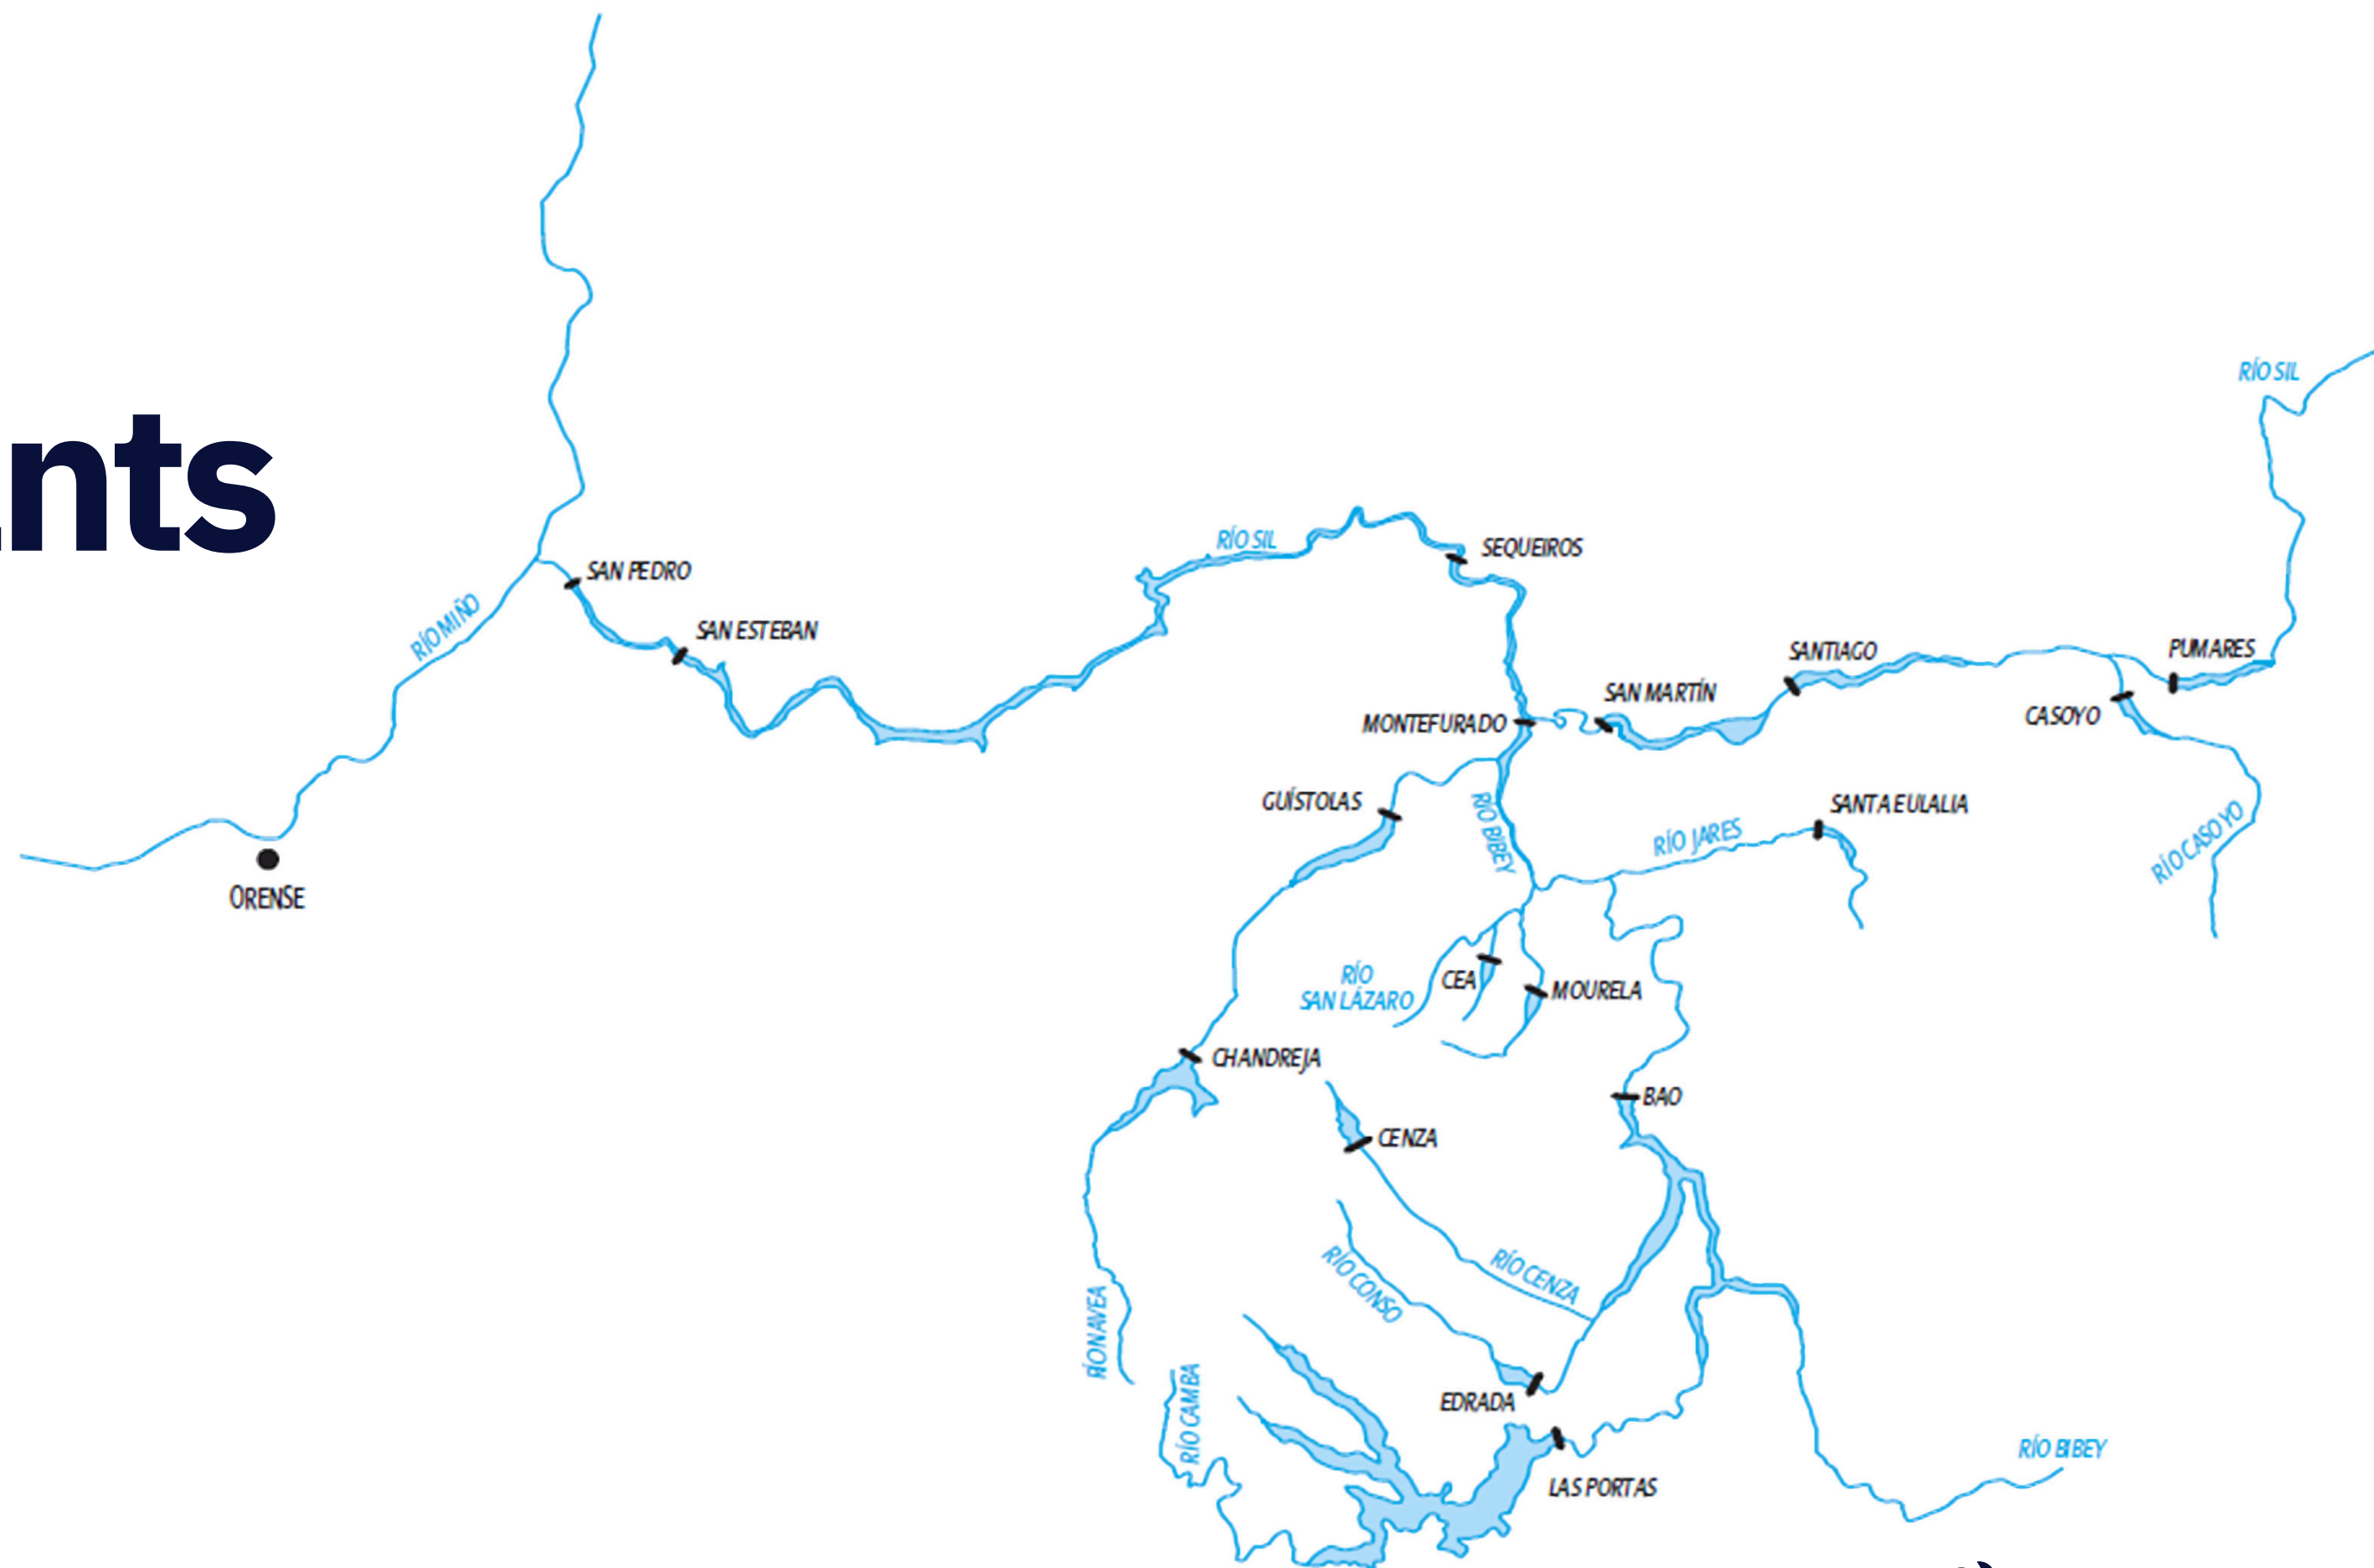 nts
RÍO SIL
RÍO SIL
SEQUEIROS
SAN PEDRO
RÍO MIÑO
SAN ESTEBAN
SANTIAGO
PUMARES
SAN MARTÍN
MONTEFURADO
CASOYO
GUÍSTOLAS
RÍO BIBEY
SANTA EULALIA
RÍO JARES
RÍO CASOYO
ORENSE
RÍO
SAN LÁZARO
CEA
MOURELA
CHANDREJA
BAO
CENZA
RÍO CENZA
RÍO CONSO
RÍO NAVEA
RÍO CAMBA
EDRADA
LAS PORTAS
RÍO BIBEY